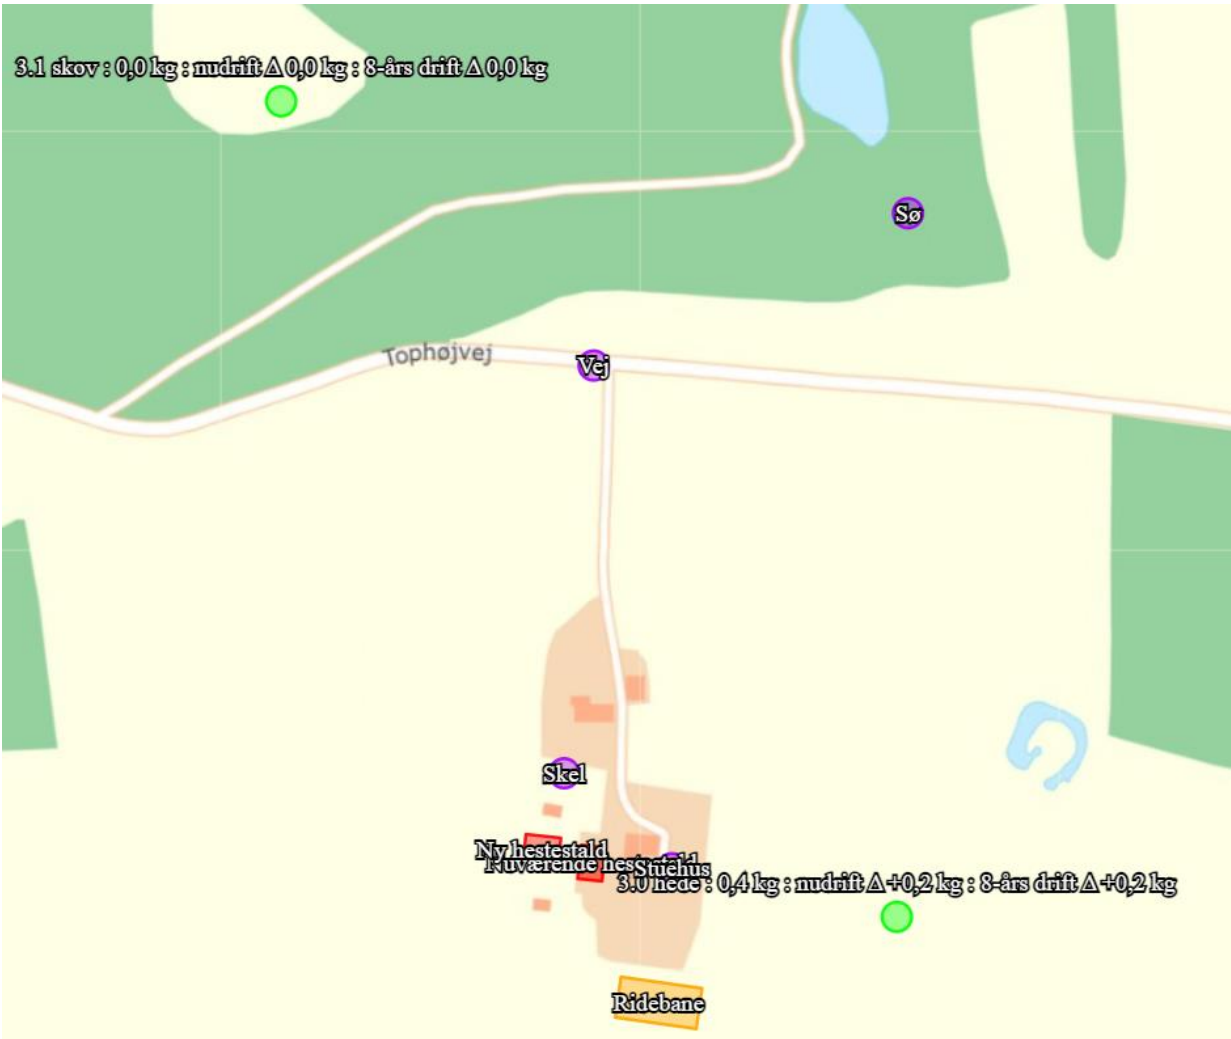 3.1 skov : 0,0 kg : nudrift Δ 0,0 kg : 8-års drift Δ 0,0 kg
Sø
Tophøjvej
Vej
Skel
Ny hestestald
Nuværende hestestald
Stuehus
3.0 hede : 0,4 kg : nudrift Δ +0,2 kg : 8-års drift Δ +0,2 kg
Ridebane